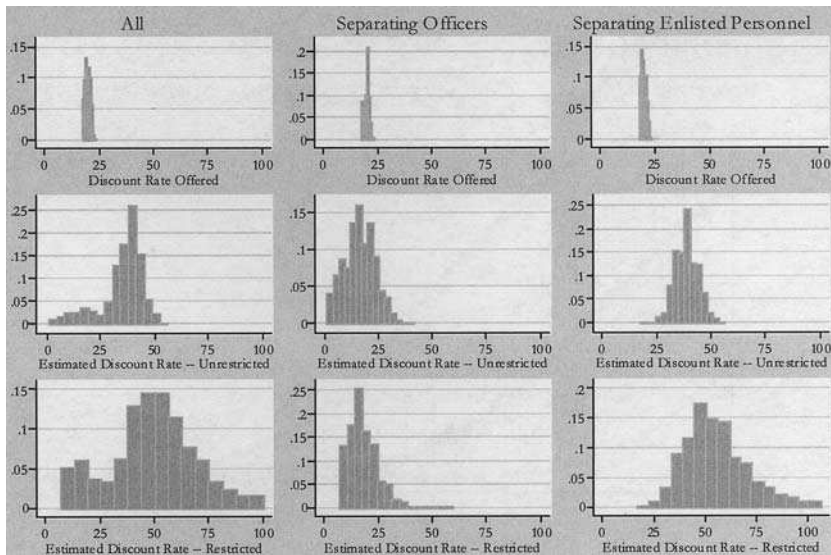 All Separating Officers Separating Enlisted Personnel
.15
.1
.05
0
0 25 50 75 100
Discount Rate Offered
.2
.15
.1
.05
0
0 25 50 75 100
Discount Rate Offered
.15
.1
.05
0
0 25 50 75 100
Discount Rate Offered
.25
.2
.15
.1
.05
0
0 25 50 75 100
Estimated Discount Rate -- Unrestricted
.15
.1
.05
0
0 25 50 75 100
Estimated Discount Rate -- Unrestricted
.25
.2
.15
.1
.05
0
0 25 50 75 100
Estimated Discount Rate -- Unrestricted
.15
.1
.05
0
0 25 50 75 100
Estimated Discount Rate -- Restricted
.25
.2
.15
.1
.05
0
0 25 50 75 100
Estimated Discount Rate -- Restricted
.2
.15
.1
.05
0
0 25 50 75 100
Estimated Discount Rate -- Restricted